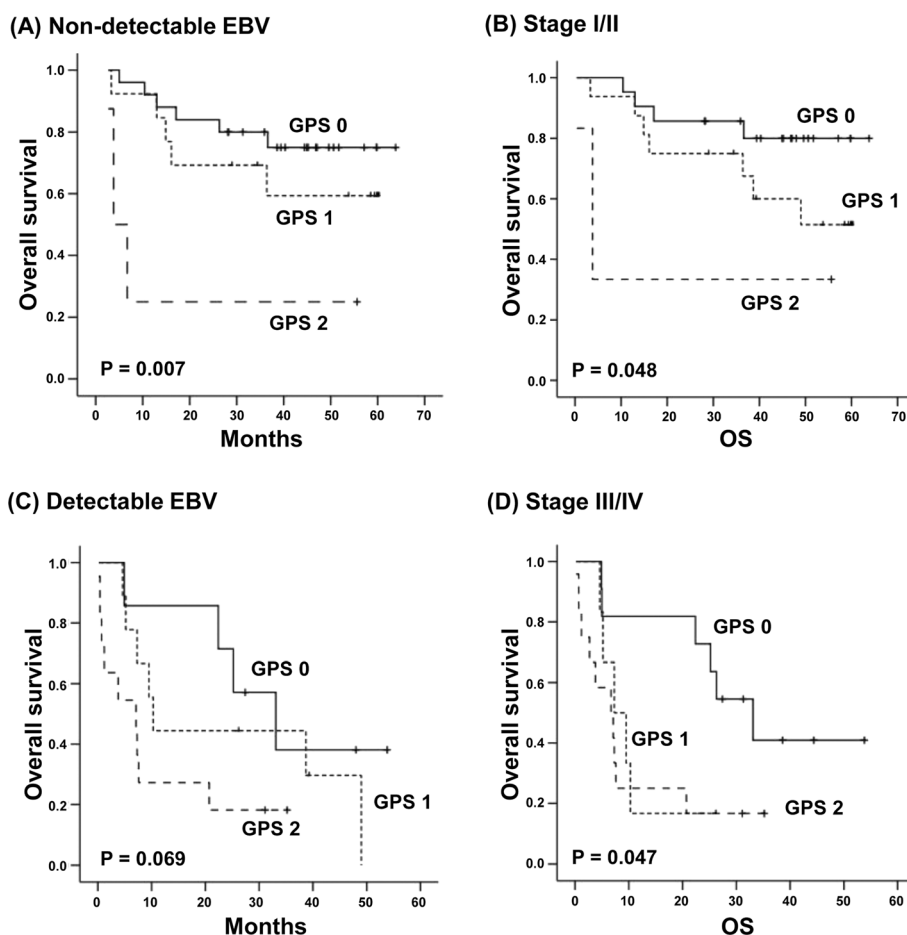 (A) Non-detectable EBV
Overall survival
1.0
0.8
0.6
0.4
0.2
0.0
GPS 0
GPS 1
GPS 2
P = 0.007
0 10 20 30 40 50 60 70
Months
(B) Stage I/II
Overall survival
1.0
0.8
0.6
0.4
0.2
0.0
GPS 0
GPS 1
GPS 2
P = 0.048
0 10 20 30 40 50 60 70
OS
(C) Detectable EBV
Overall survival
1.0
0.8
0.6
0.4
0.2
0.0
GPS 0
GPS 1
GPS 2
P = 0.069
0 10 20 30 40 50 60
Months
(D) Stage III/IV
Overall survival
1.0
0.8
0.6
0.4
0.2
0.0
GPS 0
GPS 1
GPS 2
P = 0.047
0 10 20 30 40 50 60
OS